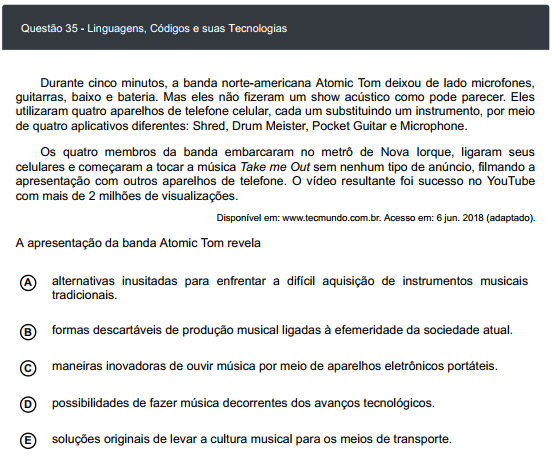 Questão 35 - Linguagens, Códigos e suas Tecnologias
Durante cinco minutos, a banda norte-americana Atomic Tom deixou de lado microfones,
guitarras, baixo e bateria. Mas eles não fizeram um show acústico como pode parecer. Eles
utilizaram quatro aparelhos de telefone celular, cada um substituindo um instrumento, por meio
de quatro aplicativos diferentes: Shred, Drum Meister, Pocket Guitar e Microphone.
Os quatro membros da banda embarcaram no metrô de Nova Iorque, ligaram seus
celulares e começaram a tocar a música Take me Out sem nenhum tipo de anúncio, filmando a
apresentação com outros aparelhos de telefone. O vídeo resultante foi sucesso no YouTube
com mais de 2 milhões de visualizações.
Disponível em: www.tecmundo.com.br. Acesso em: 6 jun. 2018 (adaptado).
A apresentação da banda Atomic Tom revela
A alternativas inusitadas para enfrentar a difícil aquisição de instrumentos musicais
tradicionais.
B formas descartáveis de produção musical ligadas à efemeridade da sociedade atual.
C maneiras inovadoras de ouvir música por meio de aparelhos eletrônicos portáteis.
D possibilidades de fazer música decorrentes dos avanços tecnológicos.
E soluções originais de levar a cultura musical para os meios de transporte.